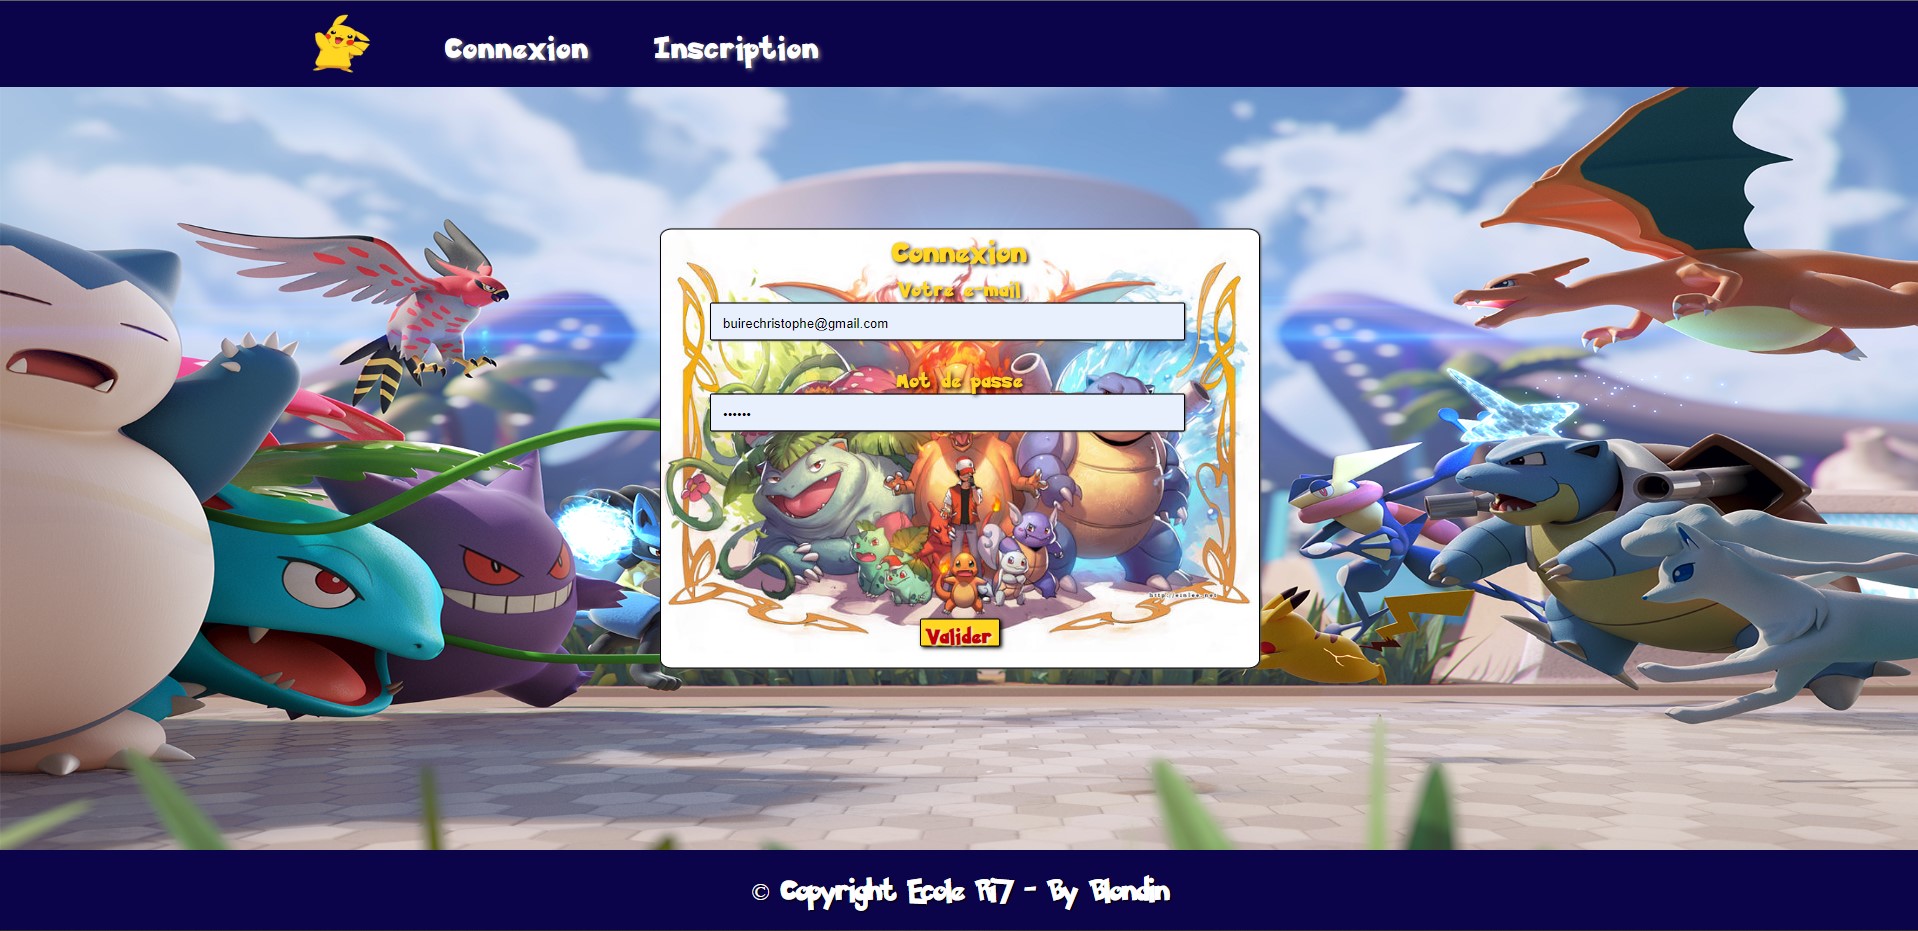 Connexion
Inscription
Connexion
Votre e-mail
buirechristophe@gmail.com
Mot de passe
••••••
Valider
© Copyright Ecole Ri7 - By Blondin